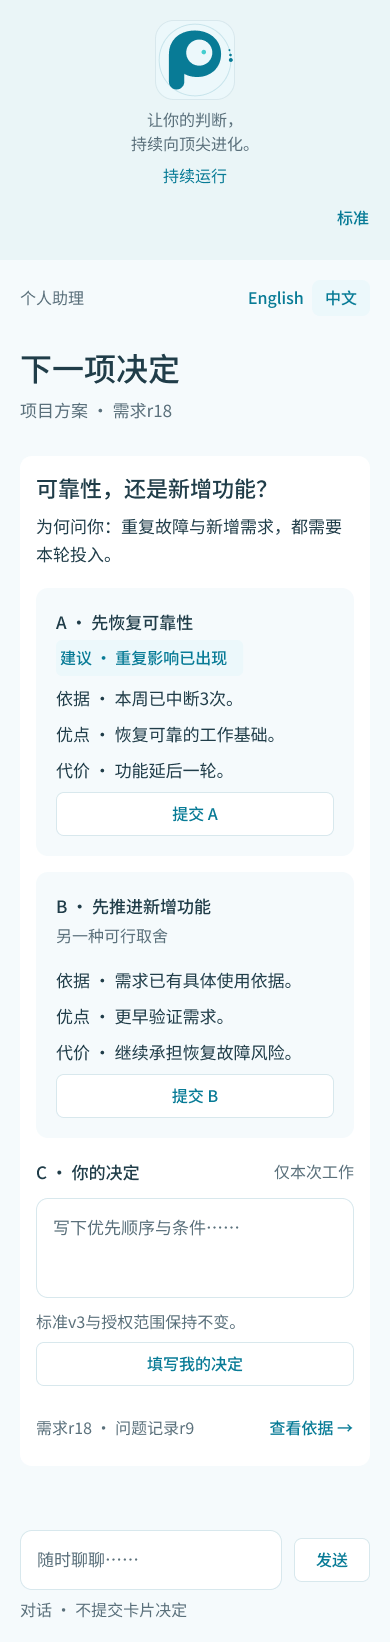 让你的判断，
持续向顶尖进化。
持续运行
标准
个人助理
English 中文
下一项决定
项目方案 · 需求r18
可靠性，还是新增功能？
为何问你：重复故障与新增需求，都需要
本轮投入。
A · 先恢复可靠性
建议 · 重复影响已出现
依据 · 本周已中断3次。
优点 · 恢复可靠的工作基础。
代价 · 功能延后一轮。
提交 A
B · 先推进新增功能
另一种可行取舍
依据 · 需求已有具体使用依据。
优点 · 更早验证需求。
代价 · 继续承担恢复故障风险。
提交 B
C · 你的决定 仅本次工作
写下优先顺序与条件……
标准v3与授权范围保持不变。
填写我的决定
需求r18 · 问题记录r9 查看依据 →
随时聊聊…… 发送
对话 · 不提交卡片决定